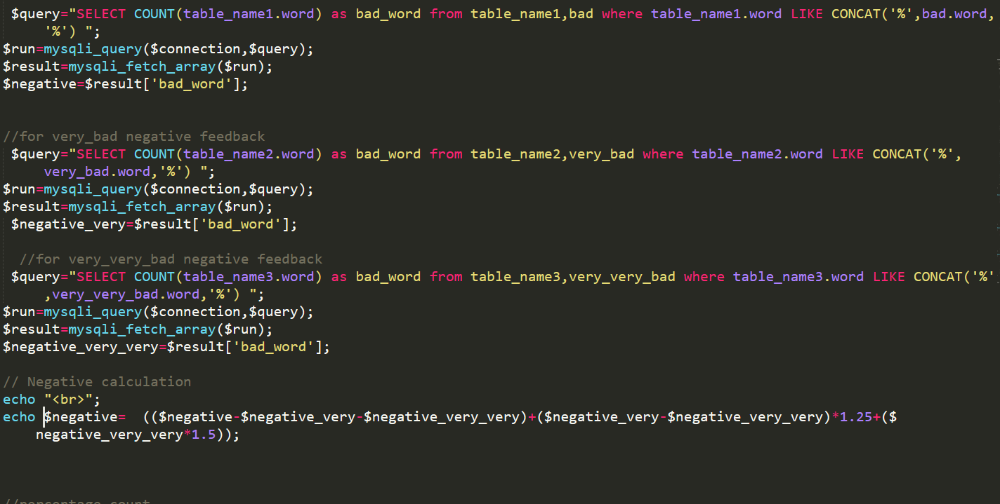 $query="SELECT COUNT(table_name1.word) as bad_word from table_name1,bad where table_name1.word LIKE CONCAT('%',bad.word,
'%') ";
$run=mysqli_query($connection,$query);
$result=mysqli_fetch_array($run);
$negative=$result['bad_word'];
//for very_bad negative feedback
$query="SELECT COUNT(table_name2.word) as bad_word from table_name2,very_bad where table_name2.word LIKE CONCAT('%',
very_bad.word,'%') ";
$run=mysqli_query($connection,$query);
$result=mysqli_fetch_array($run);
$negative_very=$result['bad_word'];
//for very_very_bad negative feedback
$query="SELECT COUNT(table_name3.word) as bad_word from table_name3,very_very_bad where table_name3.word LIKE CONCAT('%'
,very_very_bad.word,'%') ";
$run=mysqli_query($connection,$query);
$result=mysqli_fetch_array($run);
$negative_very_very=$result['bad_word'];
// Negative calculation
echo "<br>";
echo $negative=  (($negative-$negative_very-$negative_very_very)+($negative_very-$negative_very_very)*1.25+($
negative_very_very*1.5));
//percentage count